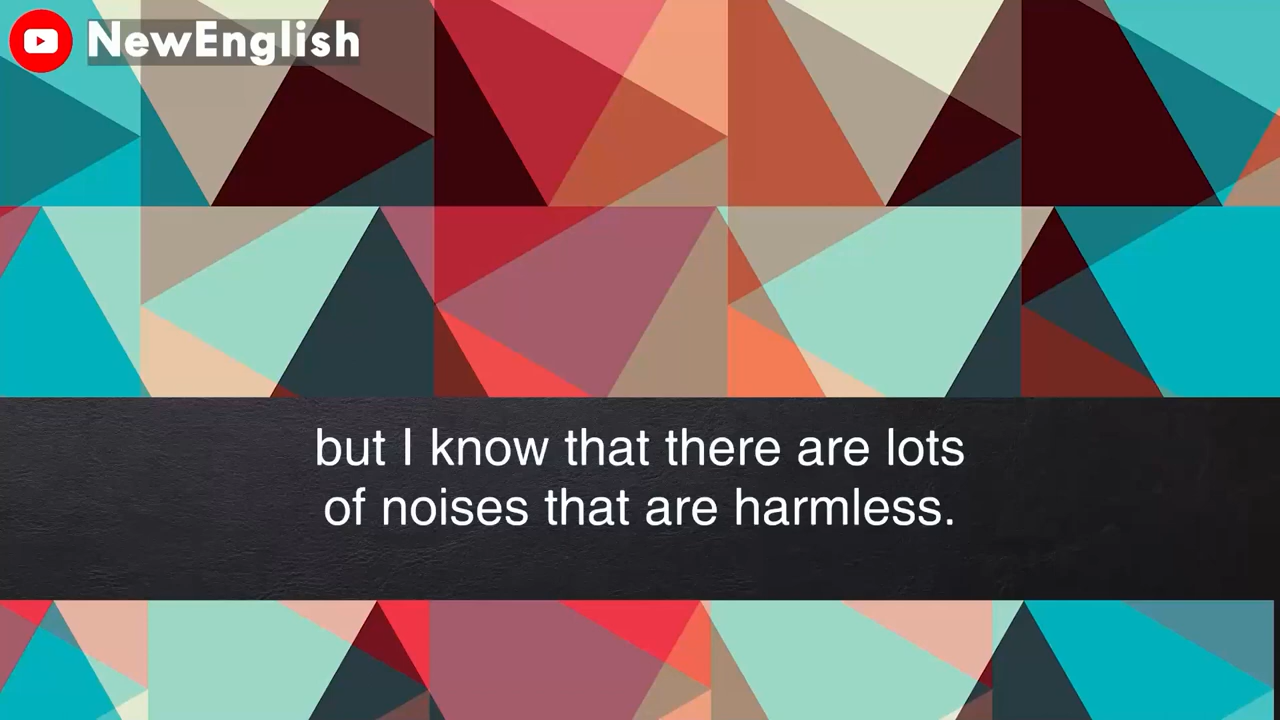 NewEnglish
but I know that there are lots
of noises that are harmless.